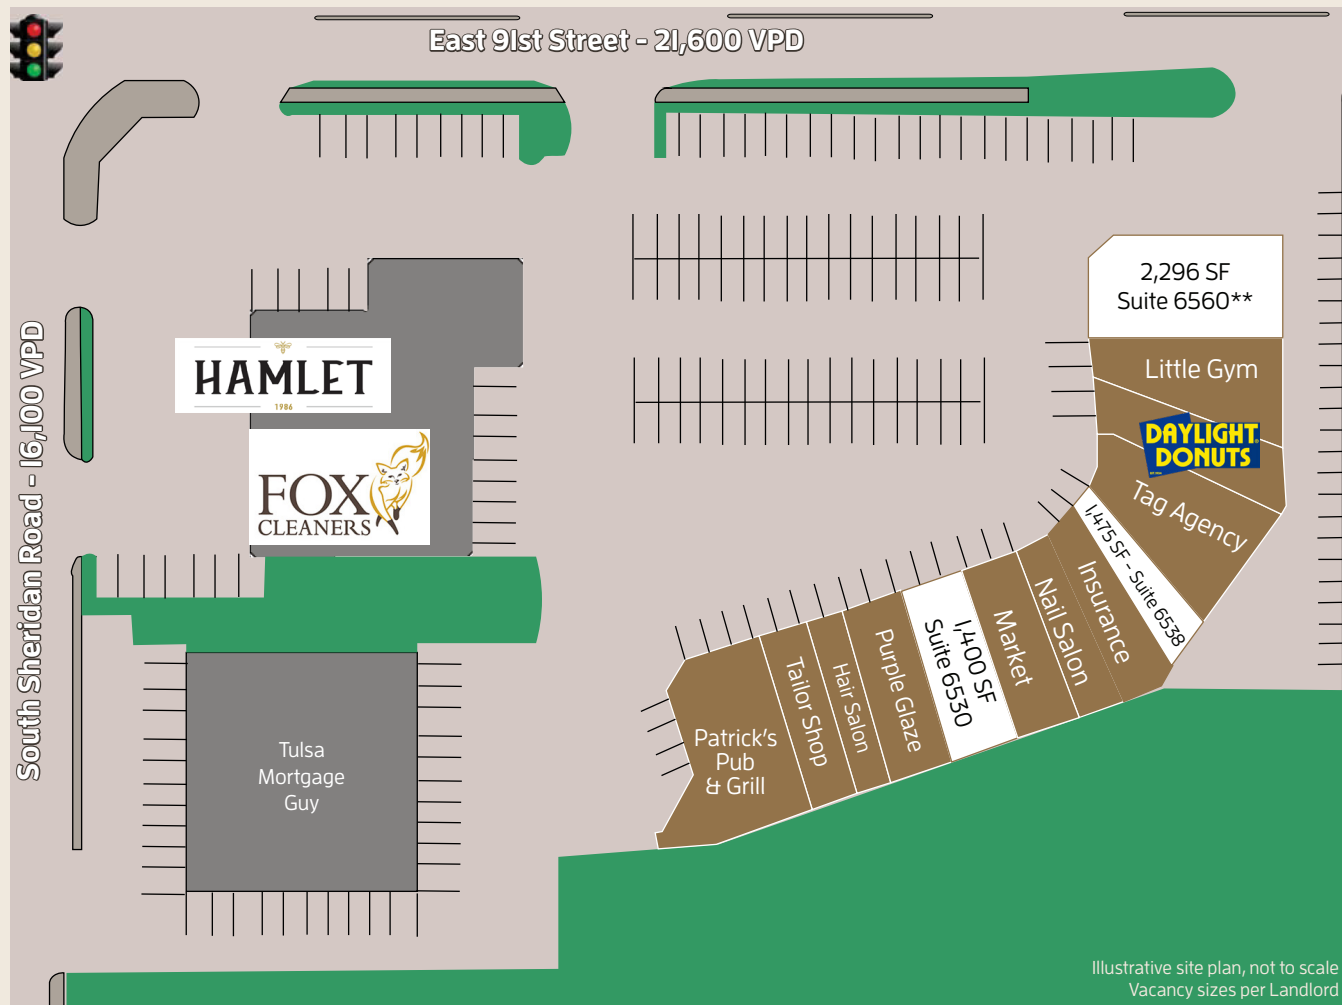 East 91st Street - 21,600 VPD
South Sheridan Road - 16,100 VPD
HAMLET
1986
FOX
CLEANERS
Tulsa
Mortgage
Guy
2,296 SF
Suite 6560**
Little Gym
DAYLIGHT
DONUTS
Tag Agency
1,475 SF - Suite 6538
Insurance
Nail Salon
Market
1,400 SF
Suite 6530
Purple Glaze
Hair Salon
Tailor Shop
Patrick's
Pub
& Grill
Illustrative site plan, not to scale
Vacancy sizes per Landlord